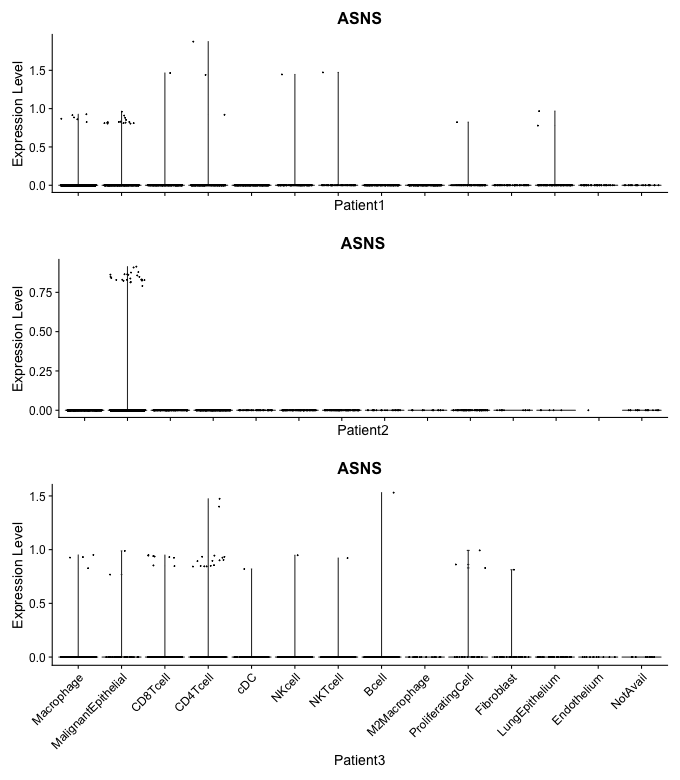 ASNS
Expression Level
1.5
1.0
0.5
0.0
Patient1
ASNS
Expression Level
0.75
0.50
0.25
0.00
Patient2
ASNS
Expression Level
1.5
1.0
0.5
0.0
Macrophage
MalignantEpithelial
CD8Tcell
CD4Tcell
cDC
NKcell
NKTcell
Bcell
M2Macrophage
ProliferatingCell
Fibroblast
LungEpithelium
Endothelium
NotAvail
Patient3